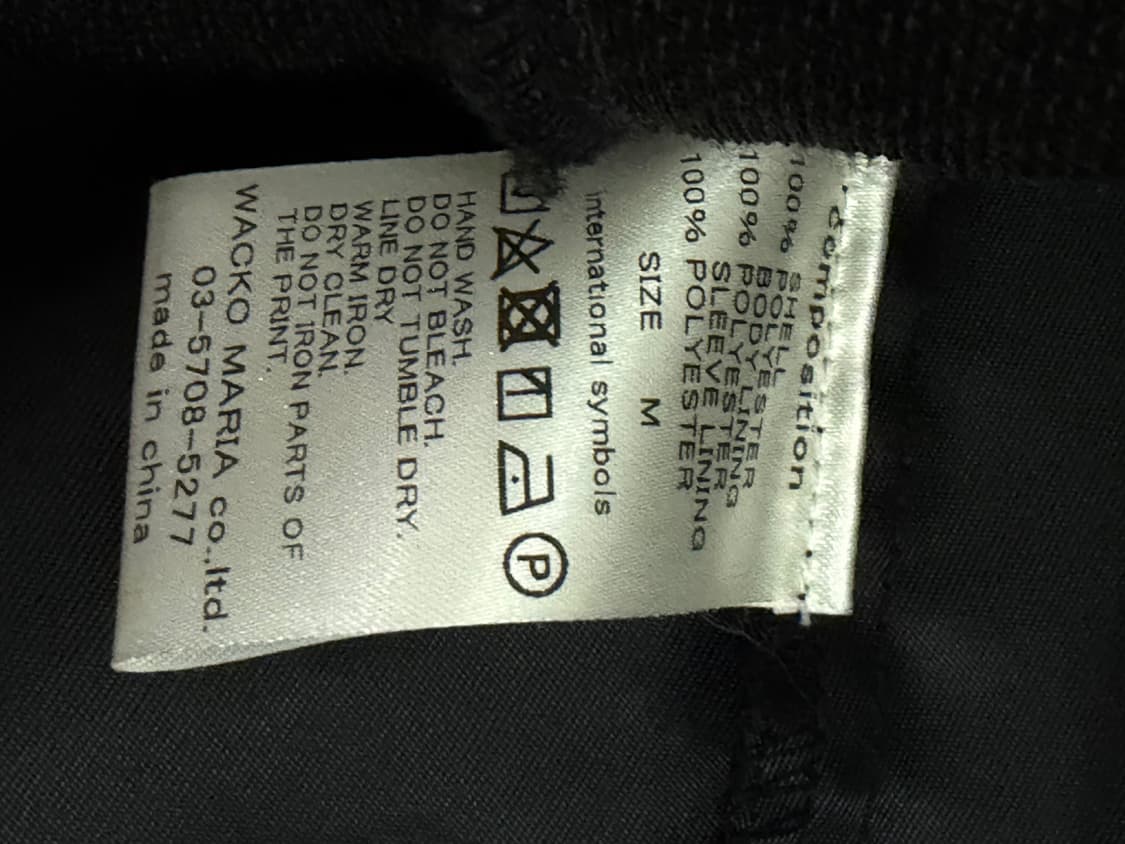 composition
SHELL
100% POLYESTER
BODY LINING
100% POLYESTER
SLEEVE LINING
100% POLYESTER
SIZE M
international symbols
P
HAND WASH.
DO NOT BLEACH.
DO NOT TUMBLE DRY.
LINE DRY
WARM IRON.
DRY CLEAN.
DO NOT IRON PARTS OF
THE PRINT.
WACKO MARIA co.,ltd.
03-5708-5277
made in china